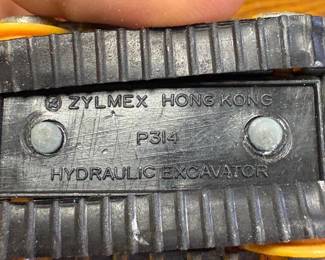 ZYLMEX HONG KONG
P314
HYDRAULIC EXCAVATOR